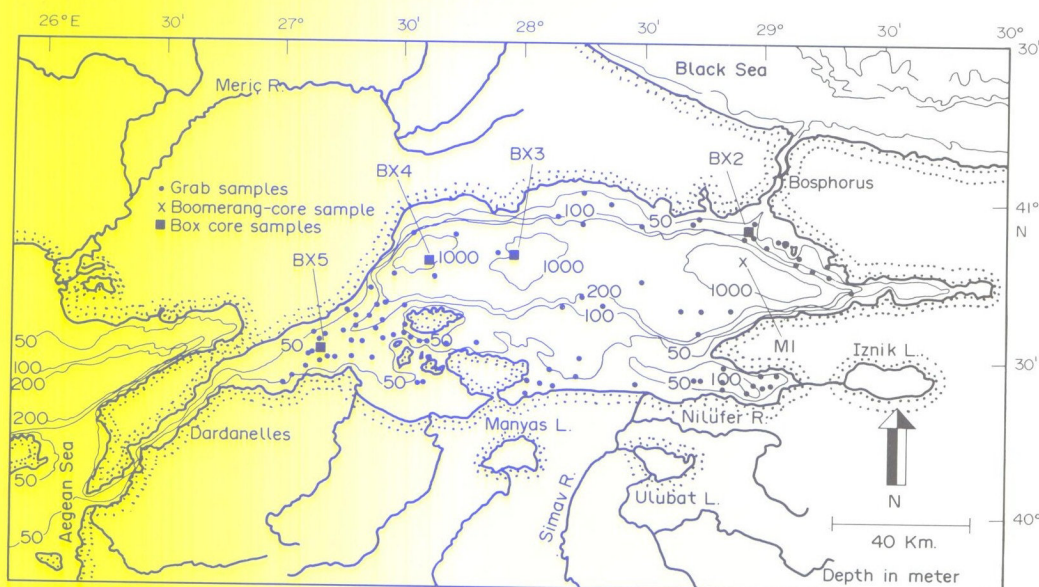 26°E 30' 27° 30' 28° 30' 29° 30' 30°
30'
Black Sea
Meriç R.
BX4 BX3 BX2
Bosphorus
• Grab samples
x Boomerang-core sample
■ Box core samples
100 50
41°
N
BX5
1000 1000 1000
200
100
50
100
200
50
50
50
MI
Iznik L.
30'
50
50 100
200
50
Dardanelles
Manyas L.
Nilüfer R.
Aegean Sea
Simav R.
Ulubat L.
N
50
40°
40 Km.
Depth in meter